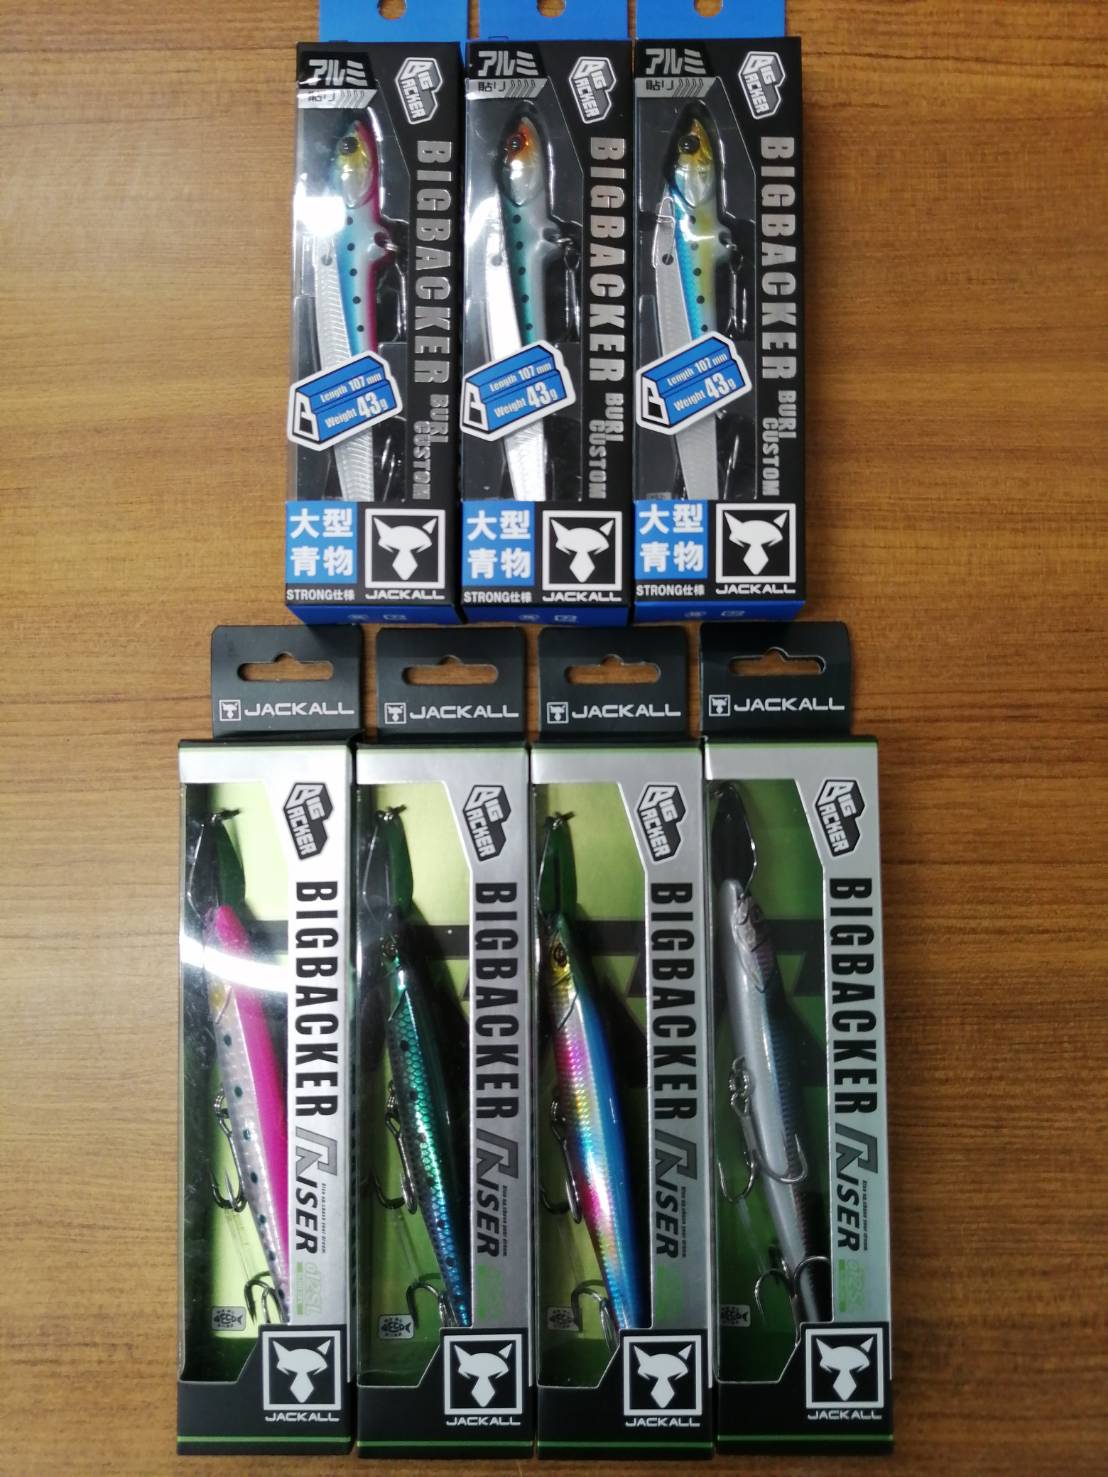 アルミ
貼り
BIG
BACKER
BIGBACKER
BURI
CUSTOM
Length 107mm
Weight 43g
大型
青物
STRONG仕様
JACKALL
アルミ
貼り
BIG
BACKER
BIGBACKER
BURI
CUSTOM
Length 107mm
Weight 43g
大型
青物
STRONG仕様
JACKALL
アルミ
貼り
BIG
BACKER
BIGBACKER
BURI
CUSTOM
Length 107mm
Weight 43g
大型
青物
STRONG仕様
JACKALL
JACKALL
BIG
BACKER
BIGBACKER
RISER
JACKALL
JACKALL
BIG
BACKER
BIGBACKER
RISER
JACKALL
JACKALL
BIG
BACKER
BIGBACKER
RISER
JACKALL
JACKALL
BIG
BACKER
BIGBACKER
RISER
JACKALL